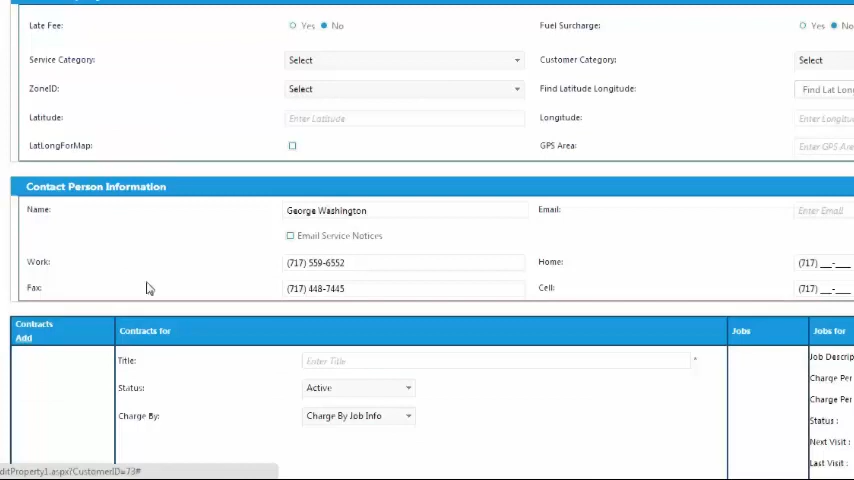 Late Fee: Yes No Fuel Surcharge: Yes No
Service Category: Select Customer Category: Select
ZoneID: Select Find Latitude Longitude: Find Lat Lon
Latitude: Enter Latitude Longitude: Enter Longitu
LatLongForMap: GPS Area: Enter GPS Area
Contact Person Information
Name: George Washington Email: Enter Email
Email Service Notices
Work: (717) 559-6552 Home: (717) ___-____
Fax: (717) 448-7445 Cell: (717) ___-____
Contracts Contracts for Jobs Jobs for
Add
Title: Enter Title Job Descrip
Status: Active Charge Per
Charge By: Charge By Job Info Charge Per
Status :
Next Visit :
Last Visit :
ditProperty1.aspx?CustomerID=73#